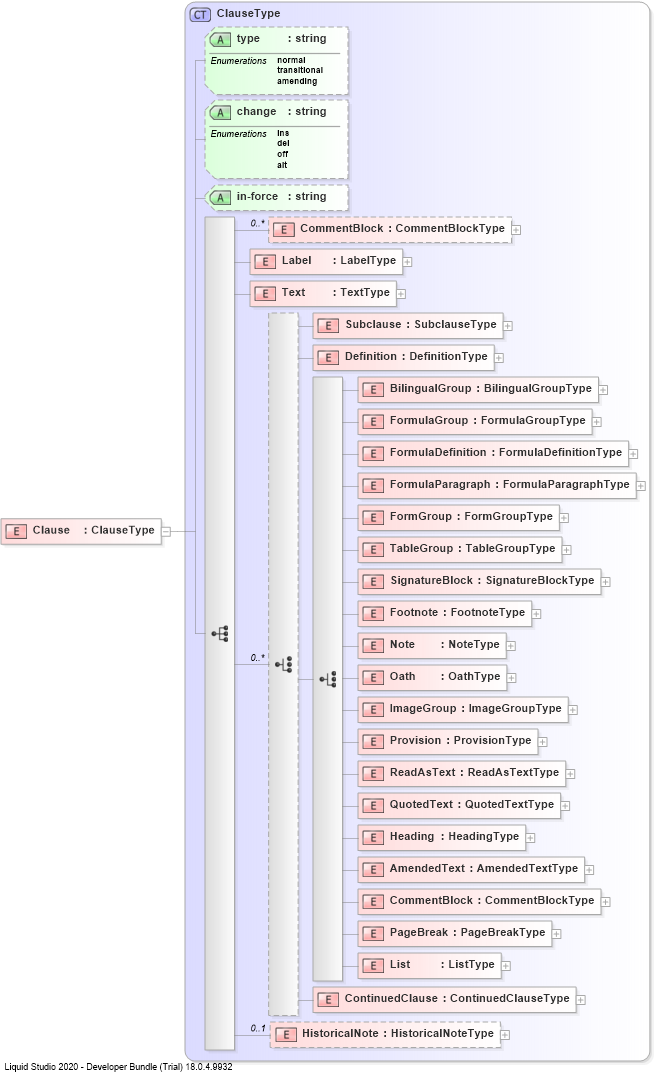 CT ClauseType
A type : string
Enumerations normal
transitional
amending
A change : string
Enumerations ins
del
off
alt
A in-force : string
0..* E CommentBlock : CommentBlockType
E Label : LabelType
E Text : TextType
E Subclause : SubclauseType
E Definition : DefinitionType
E BilingualGroup : BilingualGroupType
E FormulaGroup : FormulaGroupType
E FormulaDefinition : FormulaDefinitionType
E FormulaParagraph : FormulaParagraphType
E FormGroup : FormGroupType
E Clause : ClauseType
E TableGroup : TableGroupType
E SignatureBlock : SignatureBlockType
E Footnote : FootnoteType
E Note : NoteType
0..*
E Oath : OathType
E ImageGroup : ImageGroupType
E Provision : ProvisionType
E ReadAsText : ReadAsTextType
E QuotedText : QuotedTextType
E Heading : HeadingType
E AmendedText : AmendedTextType
E CommentBlock : CommentBlockType
E PageBreak : PageBreakType
E List : ListType
E ContinuedClause : ContinuedClauseType
0..1 E HistoricalNote : HistoricalNoteType
Liquid Studio 2020 - Developer Bundle (Trial) 18.0.4.9932